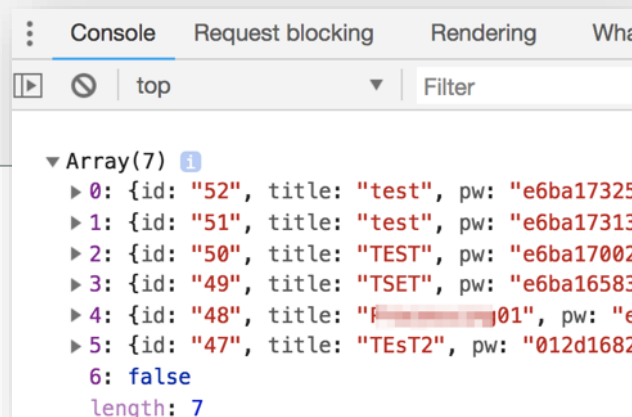 Console Request blocking Rendering Wha
top Filter
Array(7) i
0: {id: "52", title: "test", pw: "e6ba17325
1: {id: "51", title: "test", pw: "e6ba17313
2: {id: "50", title: "TEST", pw: "e6ba17002
3: {id: "49", title: "TSET", pw: "e6ba16583
4: {id: "48", title: "01", pw: "e
5: {id: "47", title: "TEsT2", pw: "012d1682
6: false
length: 7